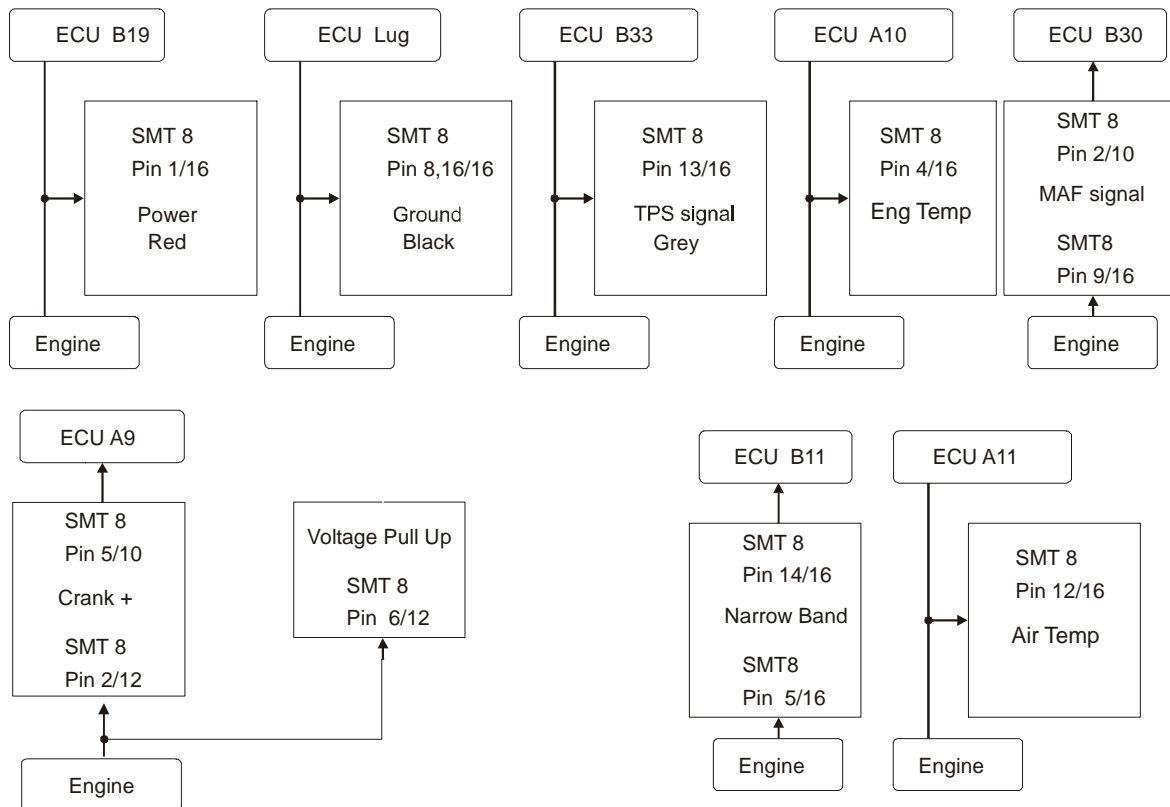 ECU B19
SMT 8
Pin 1/16
Power
Red
Engine
ECU Lug
SMT 8
Pin 8,16/16
Ground
Black
Engine
ECU B33
SMT 8
Pin 13/16
TPS signal
Grey
Engine
ECU A10
SMT 8
Pin 4/16
Eng Temp
Engine
ECU B30
SMT 8
Pin 2/10
MAF signal
SMT8
Pin 9/16
Engine
ECU A9
SMT 8
Pin 5/10
Crank +
SMT 8
Pin 2/12
Engine
Voltage Pull Up
SMT 8
Pin 6/12
ECU B11
SMT 8
Pin 14/16
Narrow Band
SMT8
Pin 5/16
Engine
ECU A11
SMT 8
Pin 12/16
Air Temp
Engine